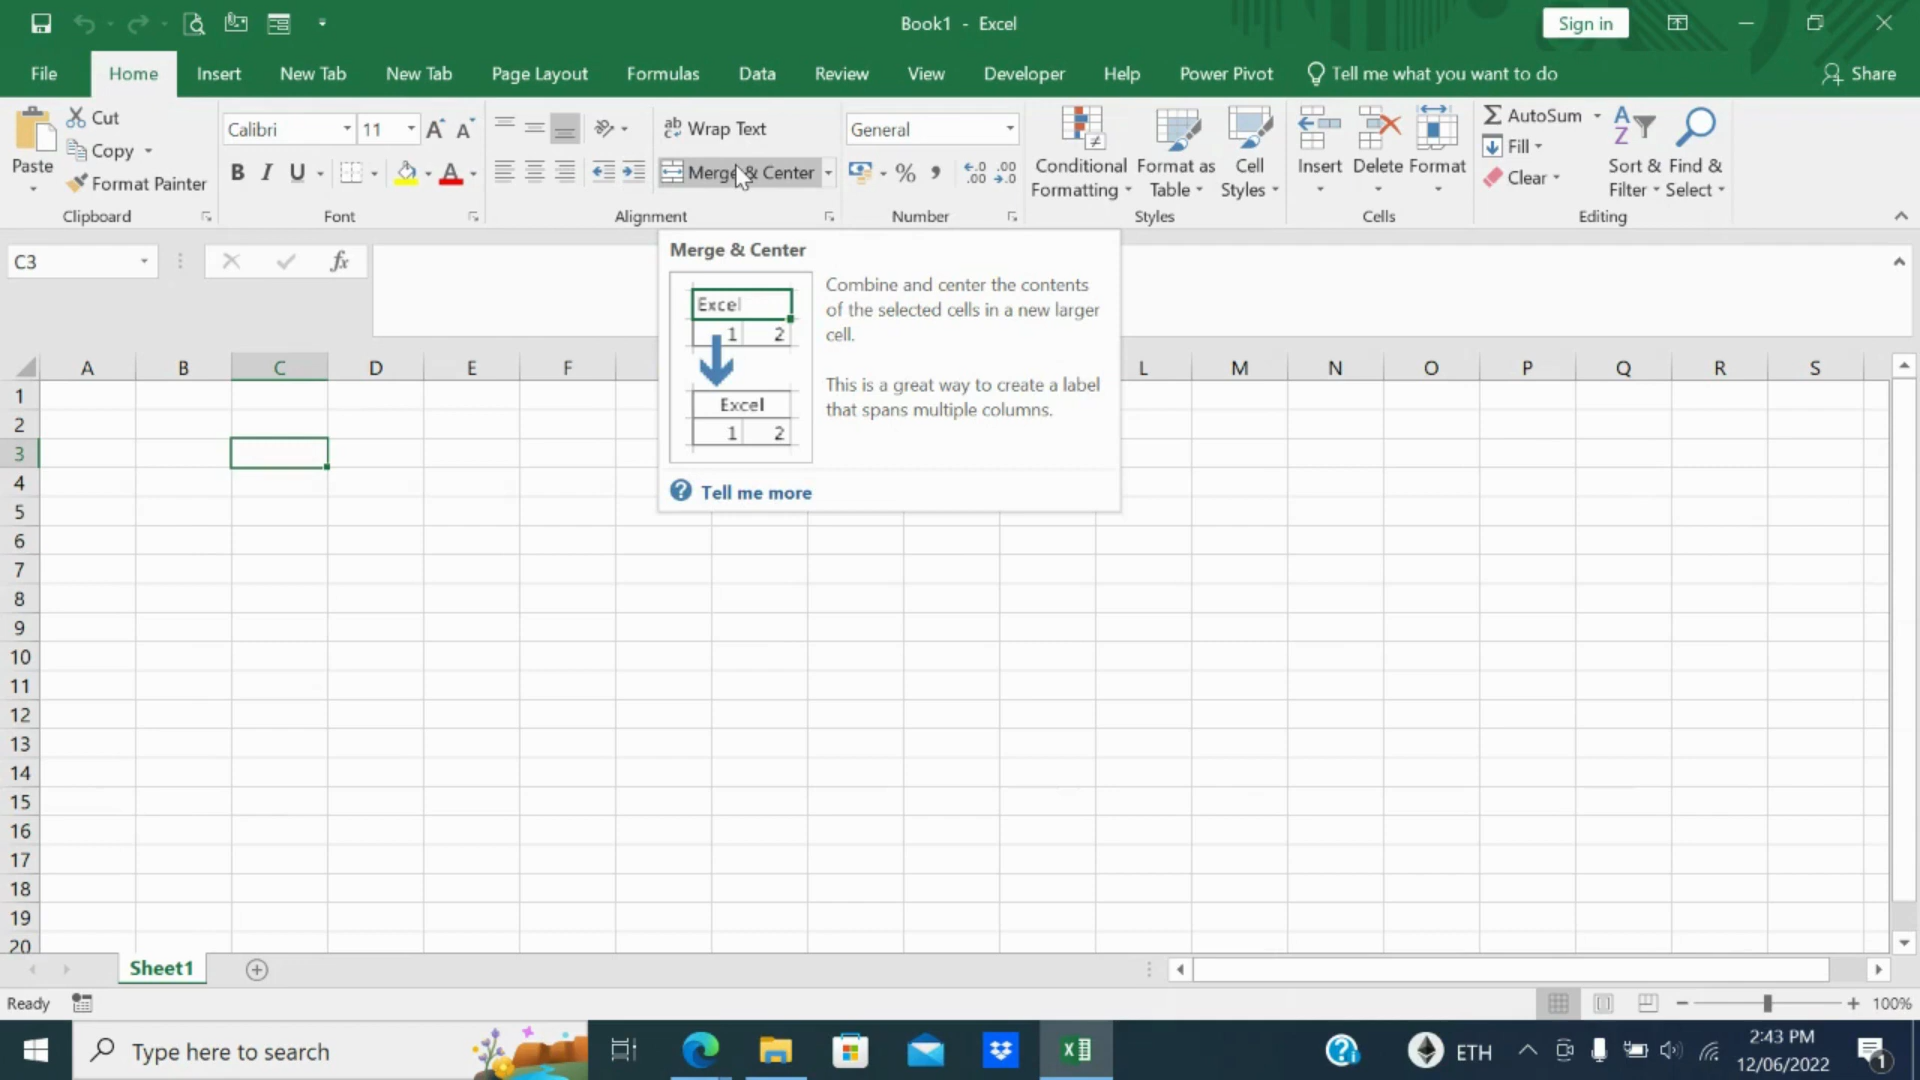 Book1 - Excel
Sign in
File Home Insert New Tab New Tab Page Layout Formulas Data Review View Developer Help Power Pivot Tell me what you want to do Share
Paste
Cut
Copy
Format Painter
Clipboard
Calibri 11
B I U
Font
ab Wrap Text
Merge & Center
Alignment
General
% , .00 .00
Number
Conditional Formatting
Format as Table
Cell Styles
Styles
Insert
Delete
Format
Cells
AutoSum
Fill
Clear
Sort & Filter
Find & Select
Editing
C3 fx
Merge & Center
Excel
1 2
Excel
1 2
Combine and center the contents
of the selected cells in a new larger
cell.
This is a great way to create a label
that spans multiple columns.
Tell me more
A B C D E F L M N O P Q R S
1
2
3
4
5
6
7
8
9
10
11
12
13
14
15
16
17
18
19
20
Sheet1
Ready 100%
Type here to search
ETH
2:43 PM
12/06/2022
1